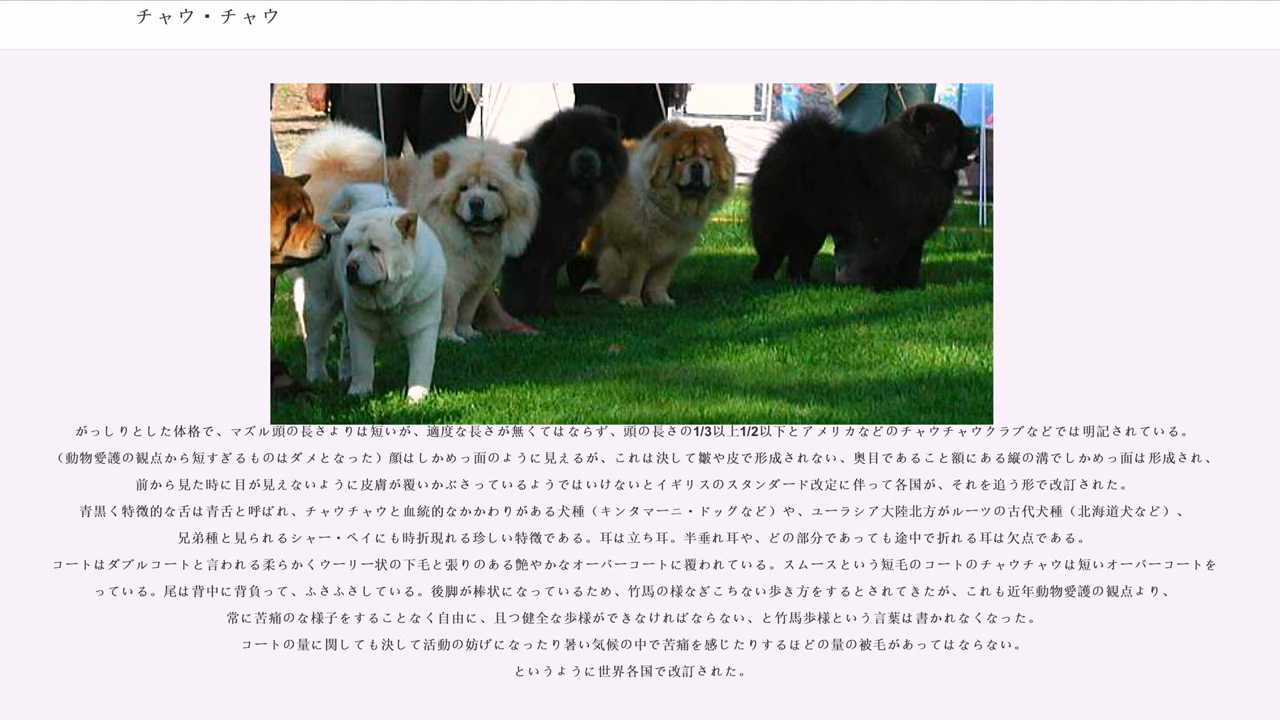 チャウ・チャウ
がっしりとした体格で、マズル頭の長さよりは短いが、適度な長さが無くてはならず、頭の長さの1/3以上1/2以下とアメリカなどのチャウチャウクラブなどでは明記されている。
（動物愛護の観点から短すぎるものはダメとなった）顔はしかめっ面のように見えるが、これは決して皺や皮で形成されない、奥目であること額にある縦の溝でしかめっ面は形成され、
前から見た時に目が見えないように皮膚が覆いかぶさっているようではいけないとイギリスのスタンダード改定に伴って各国が、それを追う形で改訂された。
青黒く特徴的な舌は青舌と呼ばれ、チャウチャウと血統的なかかわりがある犬種（キンタマーニ・ドッグなど）や、ユーラシア大陸北方がルーツの古代犬種（北海道犬など）、
兄弟種と見られるシャー・ペイにも時折現れる珍しい特徴である。耳は立ち耳。半垂れ耳や、どの部分であっても途中で折れる耳は欠点である。
コートはダブルコートと言われる柔らかくウーリー状の下毛と張りのある艶やかなオーバーコートに覆われている。スムースという短毛のコートのチャウチャウは短いオーバーコートを
っている。尾は背中に背負って、ふさふさしている。後脚が棒状になっているため、竹馬の様なぎこちない歩き方をするとされてきたが、これも近年動物愛護の観点より、
常に苦痛のな様子をすることなく自由に、且つ健全な歩様ができなければならない、と竹馬歩様という言葉は書かれなくなった。
コートの量に関しても決して活動の妨げになったり暑い気候の中で苦痛を感じたりするほどの量の被毛があってはならない。
というように世界各国で改訂された。